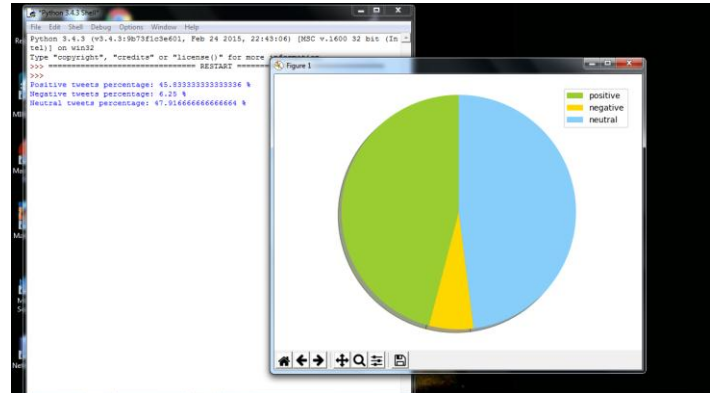 *Python 3.4.3 Shell*
File Edit Shell Debug Options Window Help
Python 3.4.3 (v3.4.3:9b73f1c3e601, Feb 24 2015, 22:43:06) [MSC v.1600 32 bit (In
tel)] on win32
Type "copyright", "credits" or "license()" for more information
>>> ================================ RESTART ========
>>>
Positive tweets percentage: 45.833333333333336 %
Negative tweets percentage: 6.25 %
Neutral tweets percentage: 47.916666666666664 %
Figure 1
positive
negative
neutral